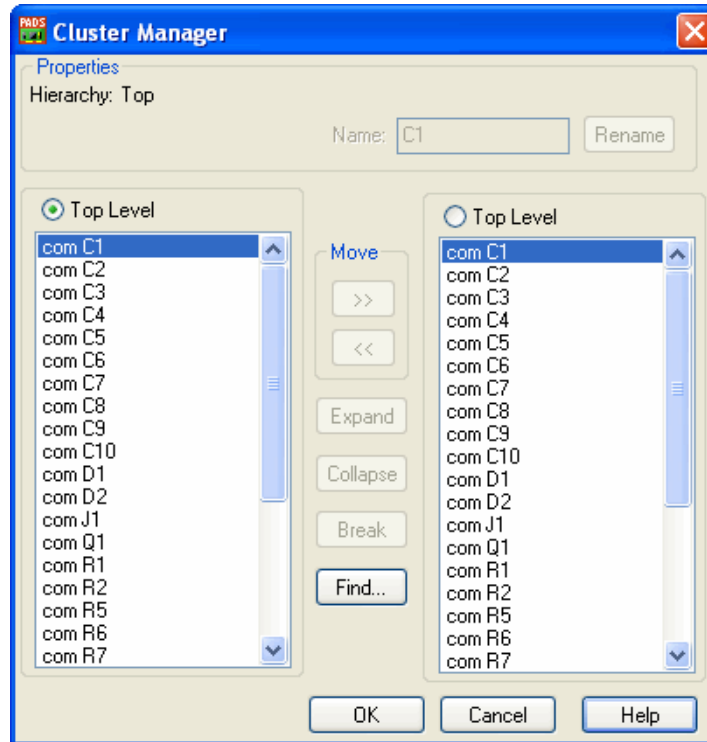 PADS
Cluster Manager
Properties
Hierarchy: Top
Name: C1 Rename
Top Level
com C1
com C2
com C3
com C4
com C5
com C6
com C7
com C8
com C9
com C10
com D1
com D2
com J1
com Q1
com R1
com R2
com R5
com R6
com R7
Move
>>
<<
Expand
Collapse
Break
Find...
Top Level
com C1
com C2
com C3
com C4
com C5
com C6
com C7
com C8
com C9
com C10
com D1
com D2
com J1
com Q1
com R1
com R2
com R5
com R6
com R7
OK Cancel Help